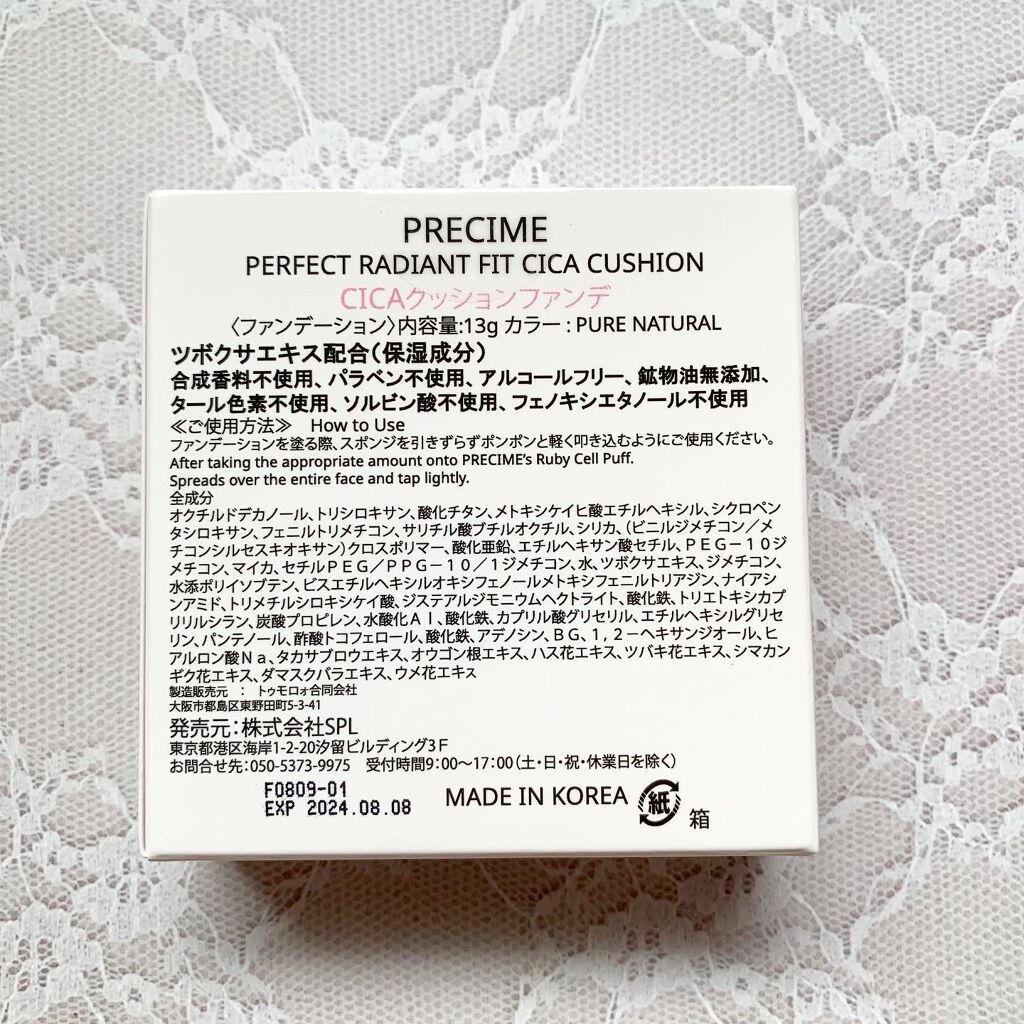 PRECIME
PERFECT RADIANT FIT CICA CUSHION
CICAクッションファンデ
〈ファンデーション〉内容量:13g カラー : PURE NATURAL
ツボクサエキス配合（保湿成分）
合成香料不使用、パラベン不使用、アルコールフリー、鉱物油無添加、
タール色素不使用、ソルビン酸不使用、フェノキシエタノール不使用
≪ご使用方法≫ How to Use
ファンデーションを塗る際、スポンジを引きずらずポンポンと軽く叩き込むようにご使用ください。
After taking the appropriate amount onto PRECIME's Ruby Cell Puff.
Spreads over the entire face and tap lightly.
全成分
オクチルドデカノール、トリシロキサン、酸化チタン、メトキシケイヒ酸エチルヘキシル、シクロペン
タシロキサン、フェニルトリメチコン、サリチル酸ブチルオクチル、シリカ、（ビニルジメチコン／メ
チコンシルセスキオキサン）クロスポリマー、酸化亜鉛、エチルヘキサン酸セチル、ＰＥＧ－１０ジ
メチコン、マイカ、セチルＰＥＧ／ＰＰＧ－１０／１ジメチコン、水、ツボクサエキス、ジメチコン、
水添ポリイソブテン、ビスエチルヘキシルオキシフェノールメトキシフェニルトリアジン、ナイアシ
ンアミド、トリメチルシロキシケイ酸、ジステアルジモニウムヘクトライト、酸化鉄、トリエトキシカプ
リリルシラン、炭酸プロピレン、水酸化Ａｌ、酸化鉄、カプリル酸グリセリル、エチルヘキシルグリセ
リン、パンテノール、酢酸トコフェロール、酸化鉄、アデノシン、ＢＧ、１，２－ヘキサンジオール、ヒ
アルロン酸Ｎａ、タカサブロウエキス、オウゴン根エキス、ハス花エキス、ツバキ花エキス、シマカン
ギク花エキス、ダマスクバラエキス、ウメ花エキス
製造販売元 ： トゥモロォ合同会社
大阪市都島区東野田町5-3-41
発売元：株式会社SPL
東京都港区海岸1-2-20汐留ビルディング3Ｆ
お問合せ先：050-5373-9975 受付時間9：00～17：00（土・日・祝・休業日を除く）
F0809-01
EXP 2024.08.08
MADE IN KOREA
紙
箱